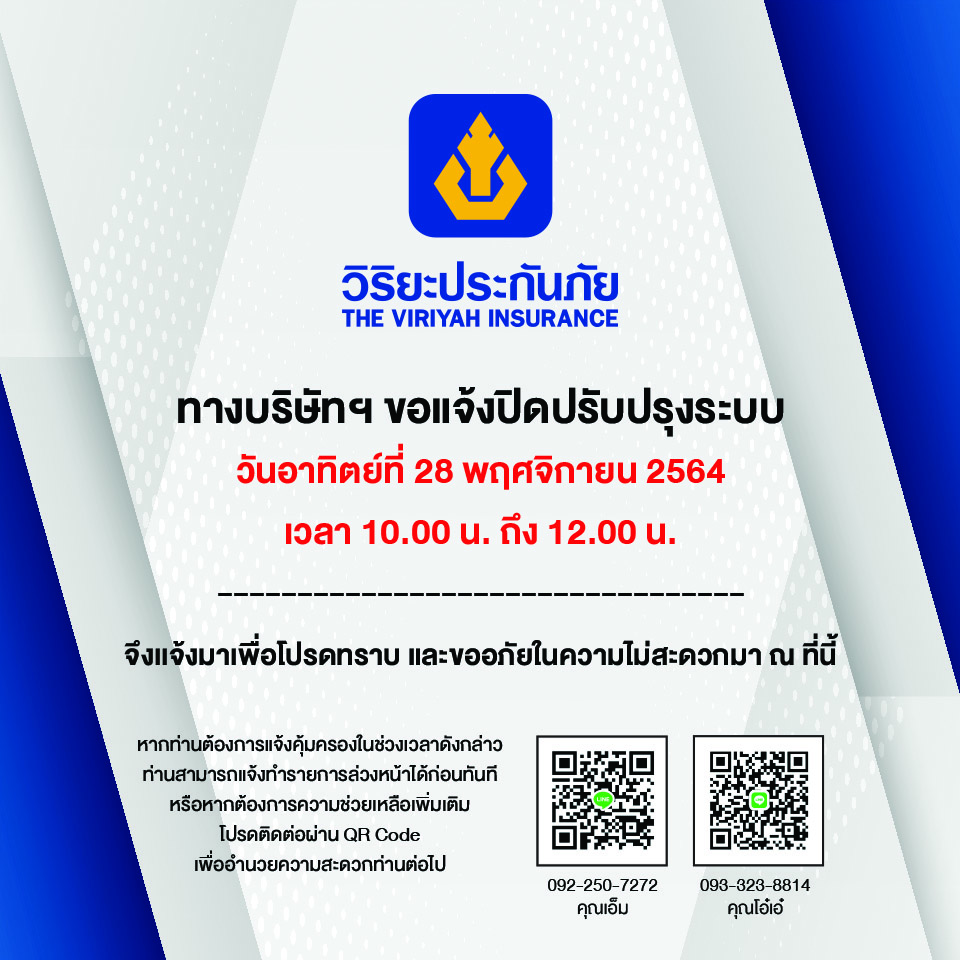 วิริยะประกันภัย
THE VIRIYAH INSURANCE
ทางบริษัทฯ ขอแจ้งปิดปรับปรุงระบบ
วันอาทิตย์ที่ 28 พฤศจิกายน 2564
เวลา 10.00 น. ถึง 12.00 น.
จึงแจ้งมาเพื่อโปรดทราบ และขออภัยในความไม่สะดวกมา ณ ที่นี้
หากท่านต้องการแจ้งคุ้มครองในช่วงเวลาดังกล่าว
ท่านสามารถแจ้งทำรายการล่วงหน้าได้ก่อนทันที
หรือหากต้องการความช่วยเหลือเพิ่มเติม
โปรดติดต่อผ่าน QR Code
เพื่ออำนวยความสะดวกท่านต่อไป
LINE
092-250-7272
คุณเอ็ม
LINE
093-323-8814
คุณโอ๋เอ๋